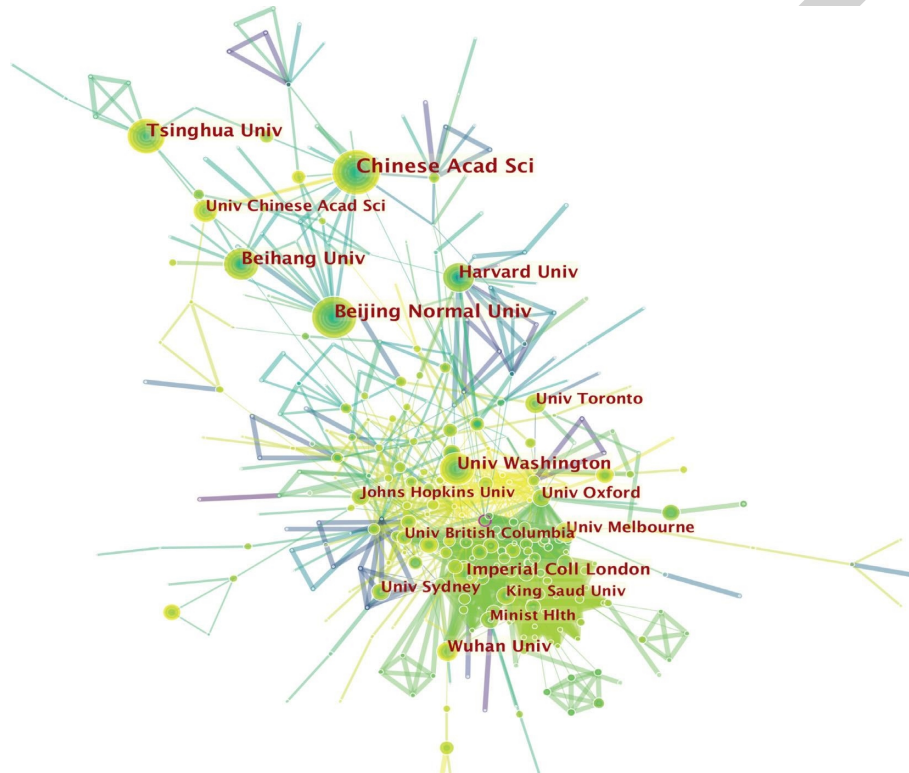 Tsinghua Univ
Chinese Acad Sci
Univ Chinese Acad Sci
Beihang Univ
Harvard Univ
Beijing Normal Univ
Univ Toronto
Univ Washington
Johns Hopkins Univ
Univ Oxford
Univ Melbourne
Univ British Columbia
Imperial Coll London
Univ Sydney
King Saud Univ
Minist Hlth
Wuhan Univ